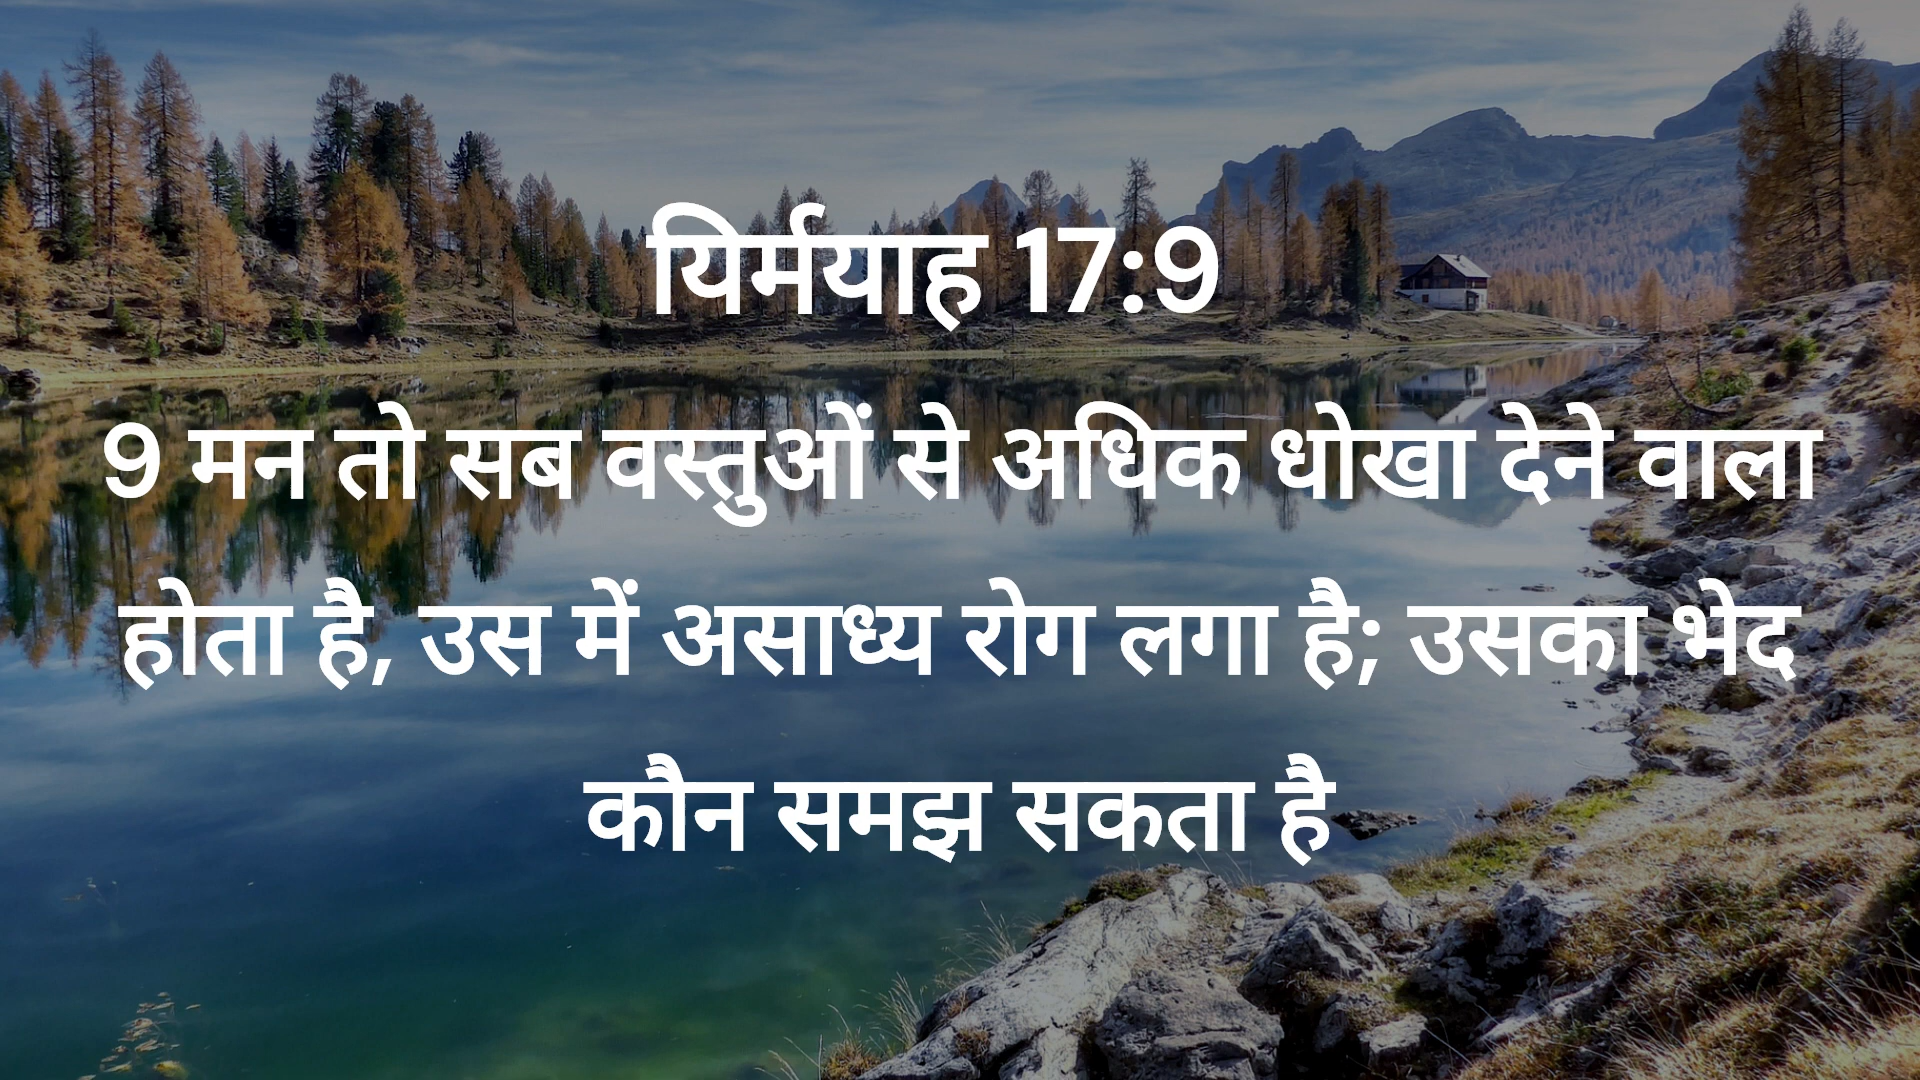 यिर्मयाह 17:9
9 मन तो सब वस्तुओं से अधिक धोखा देने वाला
होता है, उस में असाध्य रोग लगा है; उसका भेद
कौन समझ सकता है